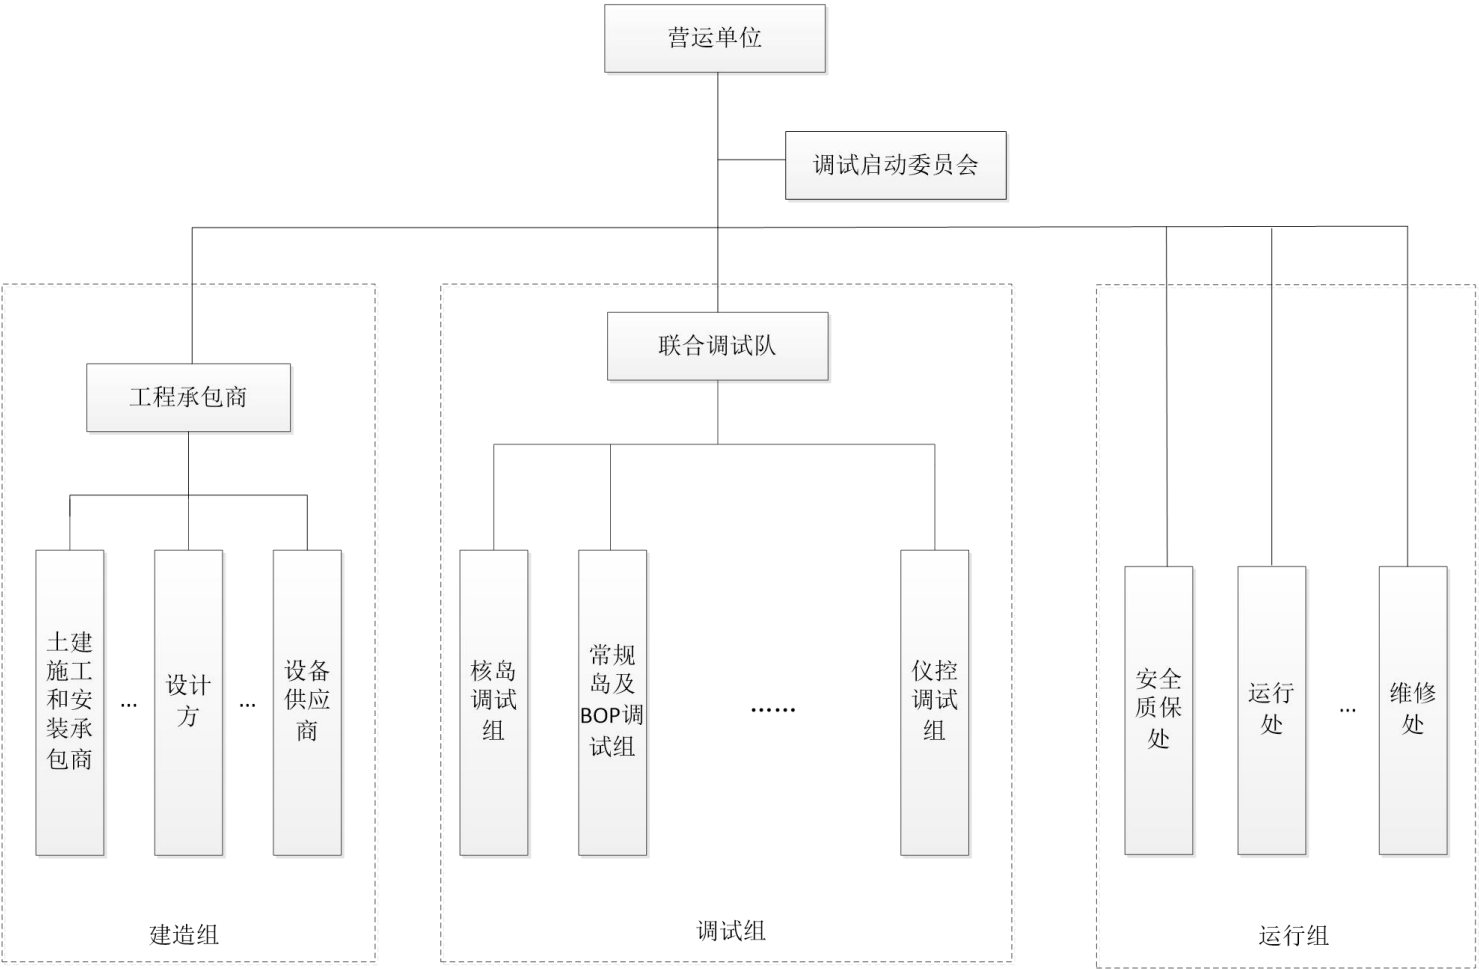 营运单位
调试启动委员会
联合调试队
工程承包商
土建
施工
和安
装承
包商
...
设计
方
...
设备
供应
商
核岛
调试
组
常规
岛及
BOP调
试组
……
仪控
调试
组
安全
质保
处
运行
处
...
维修
处
建造组
调试组
运行组